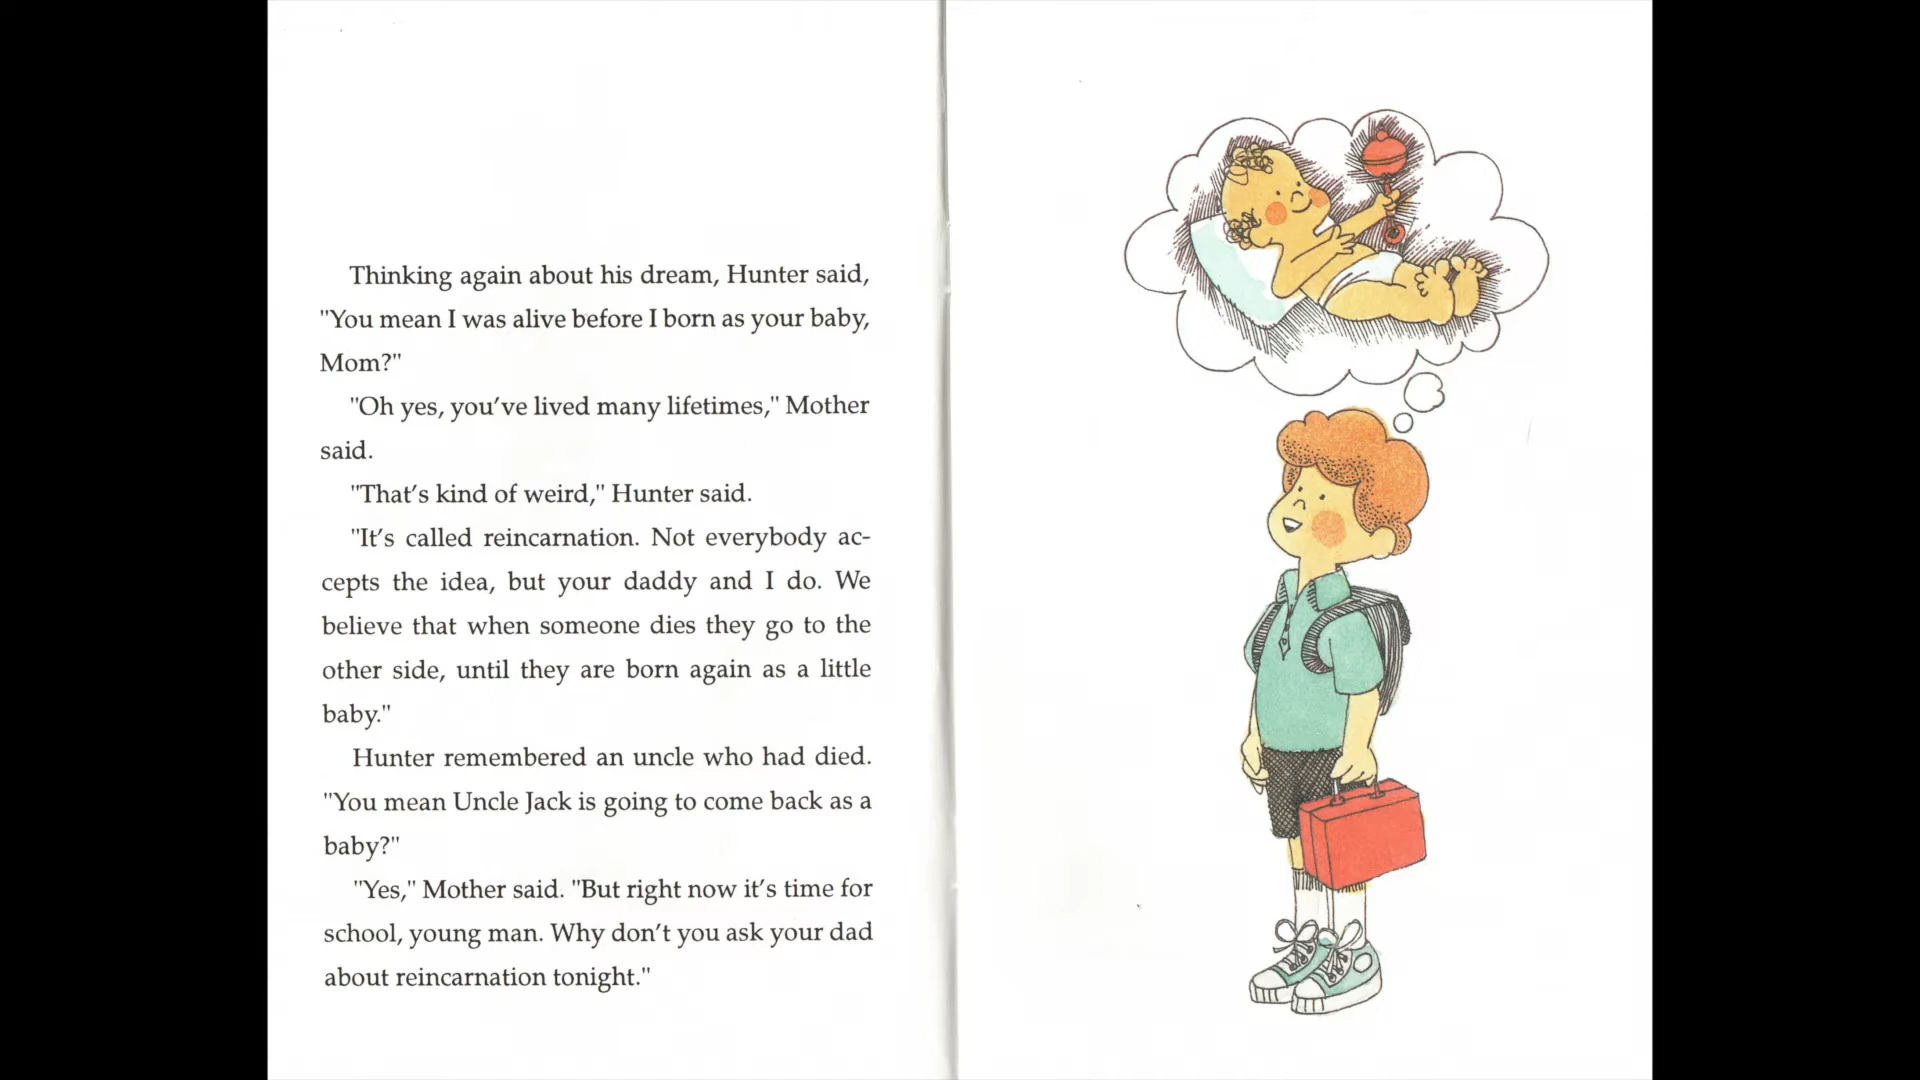 Thinking again about his dream, Hunter said,
"You mean I was alive before I born as your baby,
Mom?"
"Oh yes, you've lived many lifetimes," Mother
said.
"That's kind of weird," Hunter said.
"It's called reincarnation. Not everybody ac-
cepts the idea, but your daddy and I do. We
believe that when someone dies they go to the
other side, until they are born again as a little
baby."
Hunter remembered an uncle who had died.
"You mean Uncle Jack is going to come back as a
baby?"
"Yes," Mother said. "But right now it's time for
school, young man. Why don't you ask your dad
about reincarnation tonight."